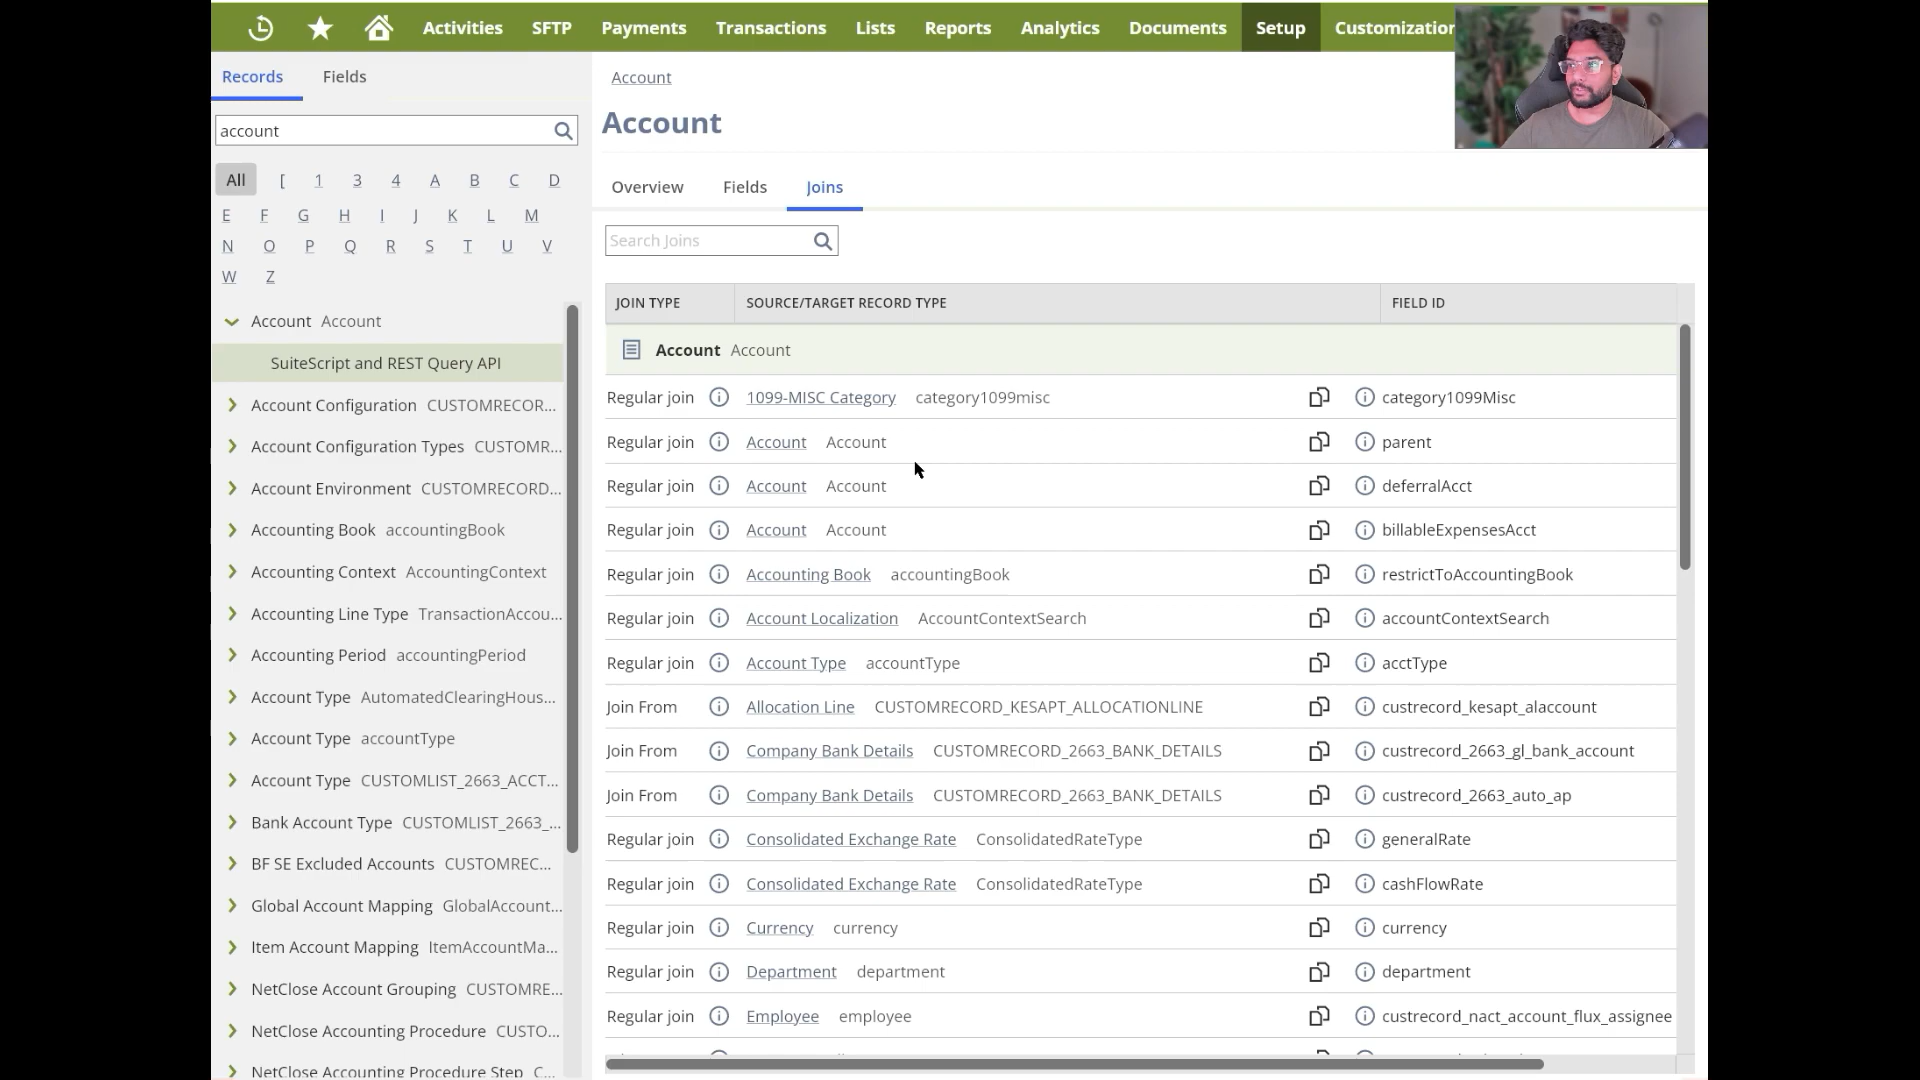 Activities SFTP Payments Transactions Lists Reports Analytics Documents Setup Customization
Records Fields
account
All [ 1 3 4 A B C D
E F G H I J K L M
N O P Q R S T U V
W Z
Account Account
SuiteScript and REST Query API
Account Configuration CUSTOMRECOR...
Account Configuration Types CUSTOMR...
Account Environment CUSTOMRECORD...
Accounting Book accountingBook
Accounting Context AccountingContext
Accounting Line Type TransactionAccou...
Accounting Period accountingPeriod
Account Type AutomatedClearingHous...
Account Type accountType
Account Type CUSTOMLIST_2663_ACCT...
Bank Account Type CUSTOMLIST_2663_...
BF SE Excluded Accounts CUSTOMREC...
Global Account Mapping GlobalAccount...
Item Account Mapping ItemAccountMa...
NetClose Account Grouping CUSTOMRE...
NetClose Accounting Procedure CUSTO...
NetClose Accounting Procedure Step C...
Account
Account
Overview Fields Joins
Search Joins
JOIN TYPE SOURCE/TARGET RECORD TYPE FIELD ID
Account Account
Regular join 1099-MISC Category category1099misc category1099Misc
Regular join Account Account parent
Regular join Account Account deferralAcct
Regular join Account Account billableExpensesAcct
Regular join Accounting Book accountingBook restrictToAccountingBook
Regular join Account Localization AccountContextSearch accountContextSearch
Regular join Account Type accountType acctType
Join From Allocation Line CUSTOMRECORD_KESAPT_ALLOCATIONLINE custrecord_kesapt_alaccount
Join From Company Bank Details CUSTOMRECORD_2663_BANK_DETAILS custrecord_2663_gl_bank_account
Join From Company Bank Details CUSTOMRECORD_2663_BANK_DETAILS custrecord_2663_auto_ap
Regular join Consolidated Exchange Rate ConsolidatedRateType generalRate
Regular join Consolidated Exchange Rate ConsolidatedRateType cashFlowRate
Regular join Currency currency currency
Regular join Department department department
Regular join Employee employee custrecord_nact_account_flux_assignee